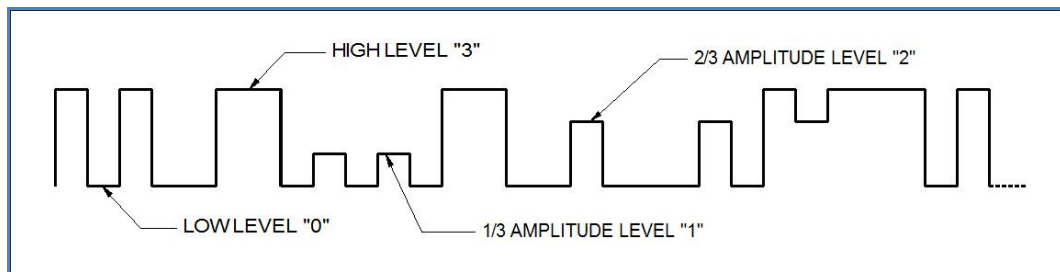 HIGH LEVEL "3"
2/3 AMPLITUDE LEVEL "2"
LOW LEVEL "0"
1/3 AMPLITUDE LEVEL "1"